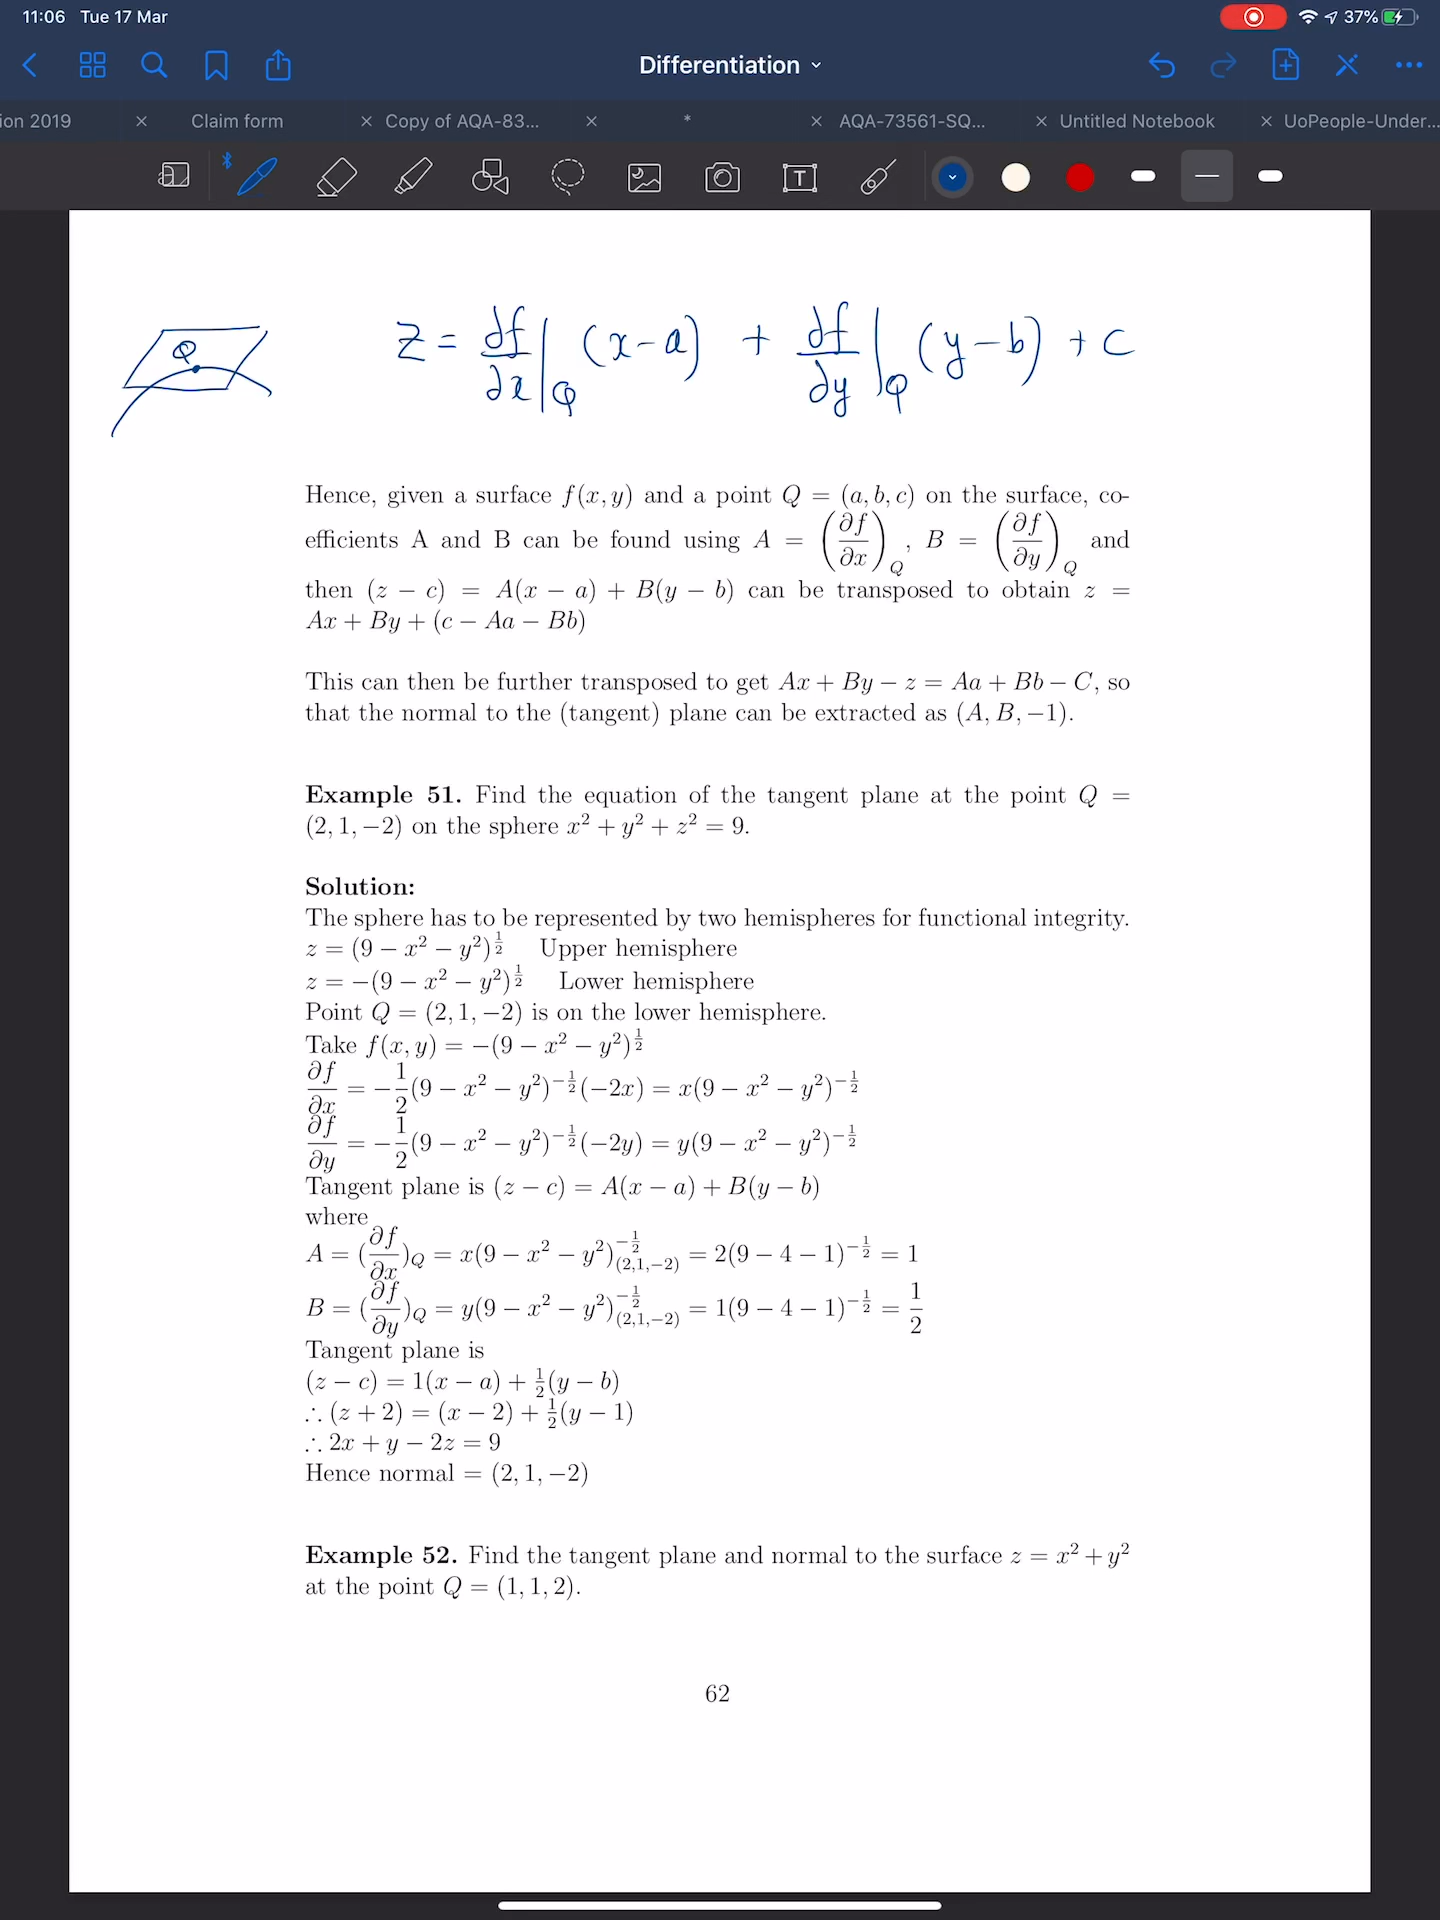 11:06 Tue 17 Mar 37%
Differentiation
ion 2019 × Claim form × Copy of AQA-83... × * × AQA-73561-SQ... × Untitled Notebook × UoPeople-Under...
T
Q
z = ∂f/∂x|Q (x-a) + ∂f/∂y|Q (y-b) + c
Hence, given a surface f(x, y) and a point Q = (a, b, c) on the surface, co-
efficients A and B can be found using A = (∂f/∂x)Q, B = (∂f/∂y)Q and
then (z − c) = A(x − a) + B(y − b) can be transposed to obtain z =
Ax + By + (c − Aa − Bb)
This can then be further transposed to get Ax + By − z = Aa + Bb − C, so
that the normal to the (tangent) plane can be extracted as (A, B, −1).
Example 51. Find the equation of the tangent plane at the point Q =
(2, 1, −2) on the sphere x² + y² + z² = 9.
Solution:
The sphere has to be represented by two hemispheres for functional integrity.
z = (9 − x² − y²)^½ Upper hemisphere
z = −(9 − x² − y²)^½ Lower hemisphere
Point Q = (2, 1, −2) is on the lower hemisphere.
Take f(x, y) = −(9 − x² − y²)^½
∂f/∂x = −1/2(9 − x² − y²)^−½(−2x) = x(9 − x² − y²)^−½
∂f/∂y = −1/2(9 − x² − y²)^−½(−2y) = y(9 − x² − y²)^−½
Tangent plane is (z − c) = A(x − a) + B(y − b)
where
A = (∂f/∂x)Q = x(9 − x² − y²)^−½(2,1,−2) = 2(9 − 4 − 1)^−½ = 1
B = (∂f/∂y)Q = y(9 − x² − y²)^−½(2,1,−2) = 1(9 − 4 − 1)^−½ = 1/2
Tangent plane is
(z − c) = 1(x − a) + ½(y − b)
∴ (z + 2) = (x − 2) + ½(y − 1)
∴ 2x + y − 2z = 9
Hence normal = (2, 1, −2)
Example 52. Find the tangent plane and normal to the surface z = x² + y²
at the point Q = (1, 1, 2).
62